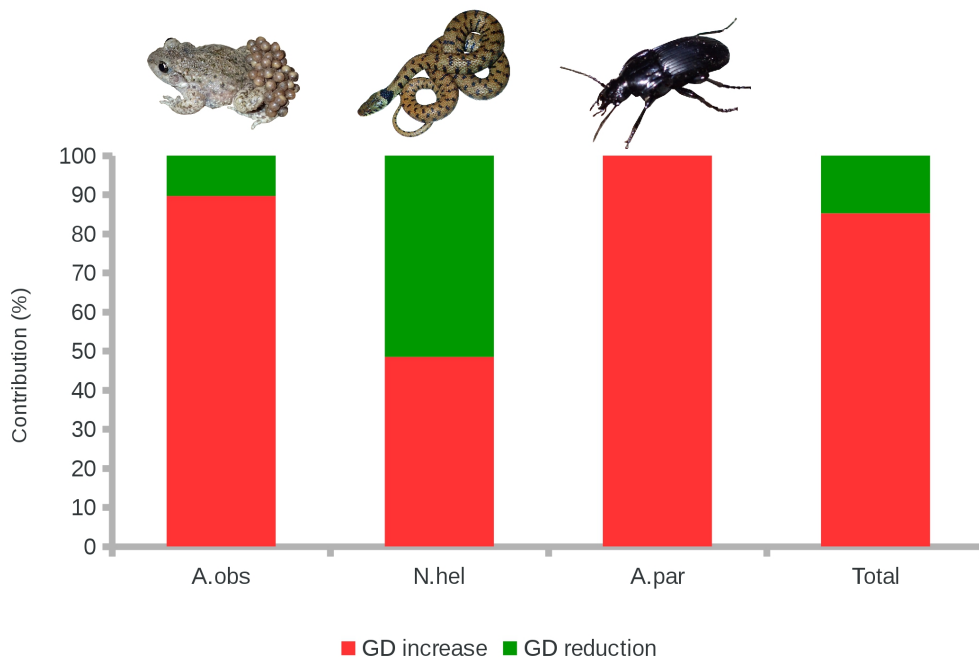 100
90
80
70
60
50
40
30
20
10
0
Contribution (%)
A.obs
N.hel
A.par
Total
GD increase
GD reduction